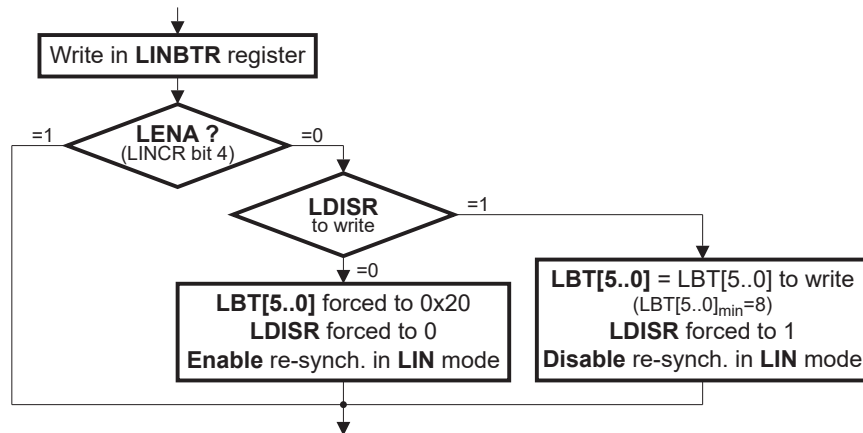 Write in LINBTR register
=1
LENA ?
(LINCR bit 4)
=0
LDISR
to write
=1
=0
LBT[5..0] forced to 0x20
LDISR forced to 0
Enable re-synch. in LIN mode
LBT[5..0] = LBT[5..0] to write
(LBT[5..0]min=8)
LDISR forced to 1
Disable re-synch. in LIN mode